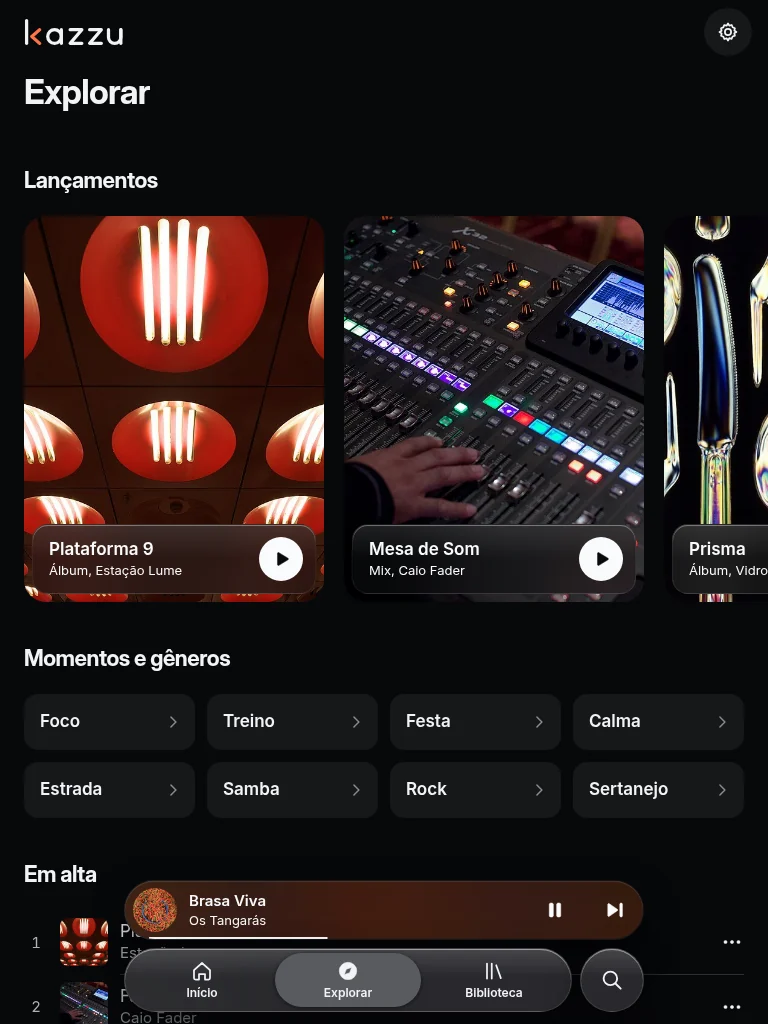 kazzu
Explorar
Lançamentos
Plataforma 9
Álbum, Estação Lume
Mesa de Som
Mix, Caio Fader
Prisma
Álbum, Vidro
Momentos e gêneros
Foco
Treino
Festa
Calma
Estrada
Samba
Rock
Sertanejo
Em alta
Brasa Viva
Os Tangarás
1
2
Caio Fader
Início
Explorar
Biblioteca